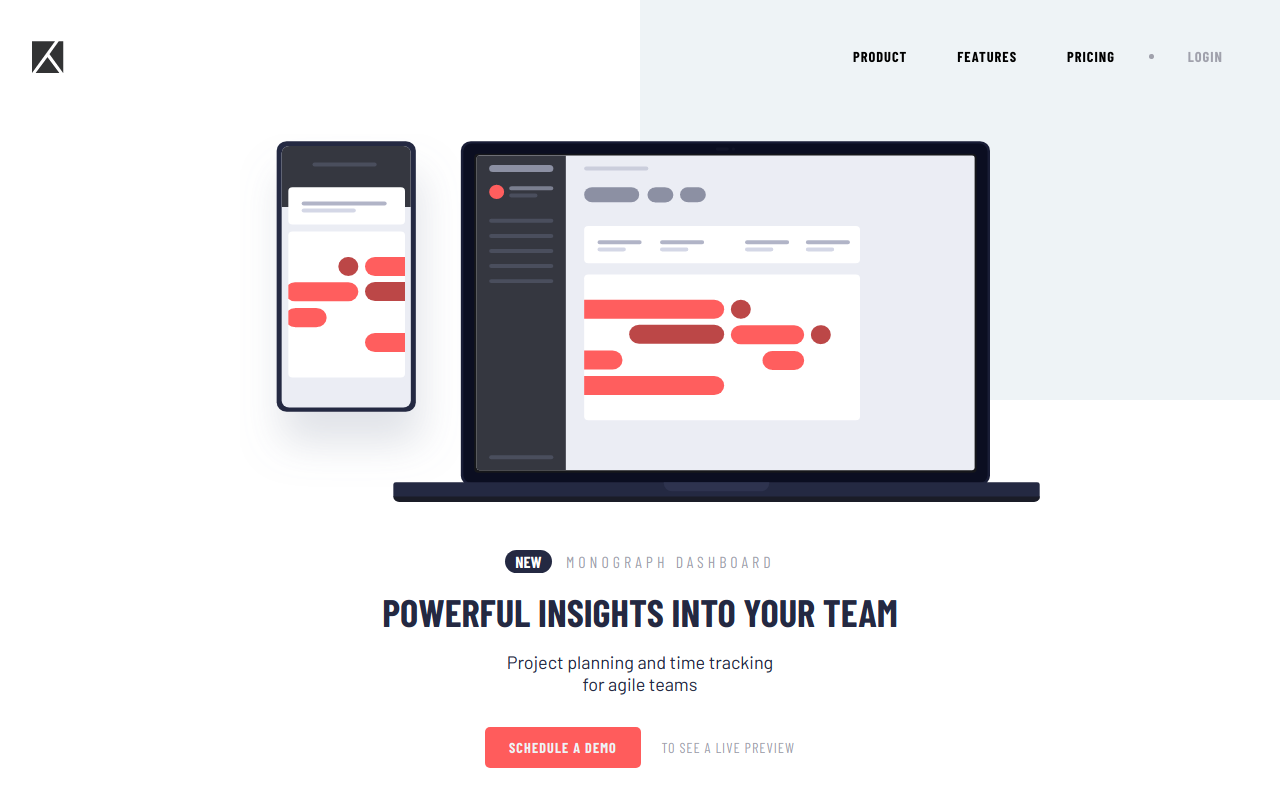 PRODUCT FEATURES PRICING • LOGIN
NEW MONOGRAPH DASHBOARD
POWERFUL INSIGHTS INTO YOUR TEAM
Project planning and time tracking
for agile teams
SCHEDULE A DEMO TO SEE A LIVE PREVIEW